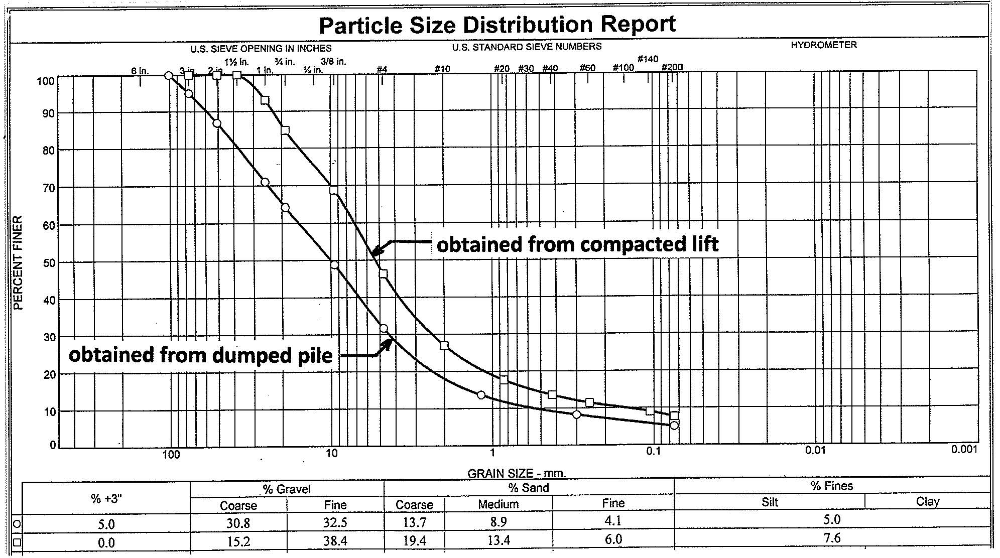 Particle Size Distribution Report
U.S. SIEVE OPENING IN INCHES U.S. STANDARD SIEVE NUMBERS HYDROMETER
6 in. 3 in. 2 in. 1½ in. 1 in. ¾ in. ½ in. 3/8 in. #4 #10 #20 #30 #40 #60 #100 #140 #200
100
90
80
70
60
50
40
30
20
10
0
PERCENT FINER
obtained from compacted lift
obtained from dumped pile
100 10 1 0.1 0.01 0.001
GRAIN SIZE - mm.
% +3" % Gravel % Sand % Fines
Coarse Fine Coarse Medium Fine Silt Clay
5.0 30.8 32.5 13.7 8.9 4.1 5.0
0.0 15.2 38.4 19.4 13.4 6.0 7.6